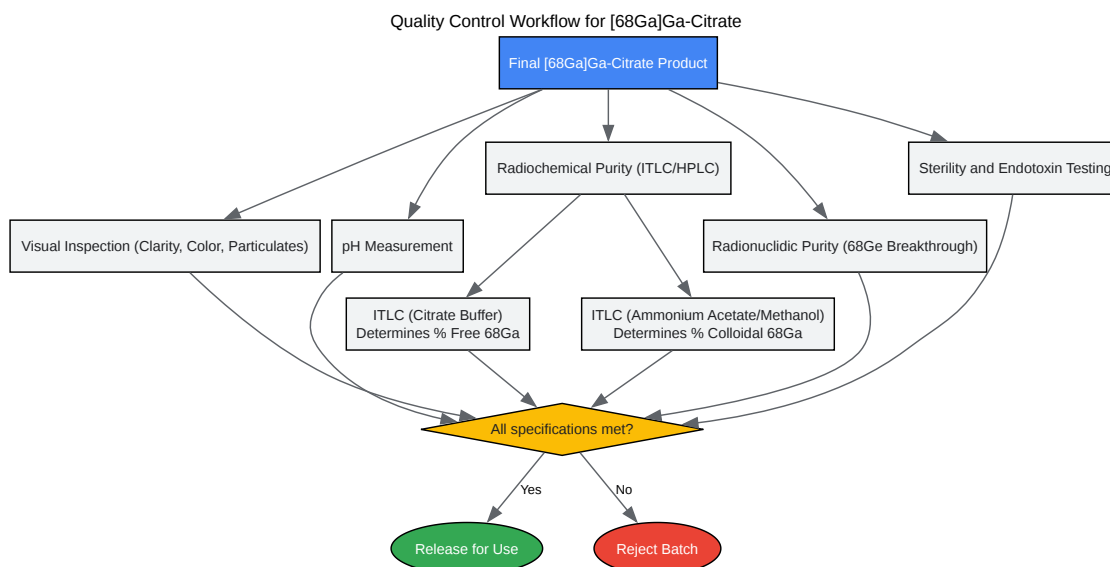 Quality Control Workflow for [68Ga]Ga-Citrate
Final [68Ga]Ga-Citrate Product
Radiochemical Purity (ITLC/HPLC)
Sterility and Endotoxin Testing
Visual Inspection (Clarity, Color, Particulates)
pH Measurement
Radionuclidic Purity (68Ge Breakthrough)
ITLC (Citrate Buffer)
Determines % Free 68Ga
ITLC (Ammonium Acetate/Methanol)
Determines % Colloidal 68Ga
All specifications met?
Yes
No
Release for Use
Reject Batch